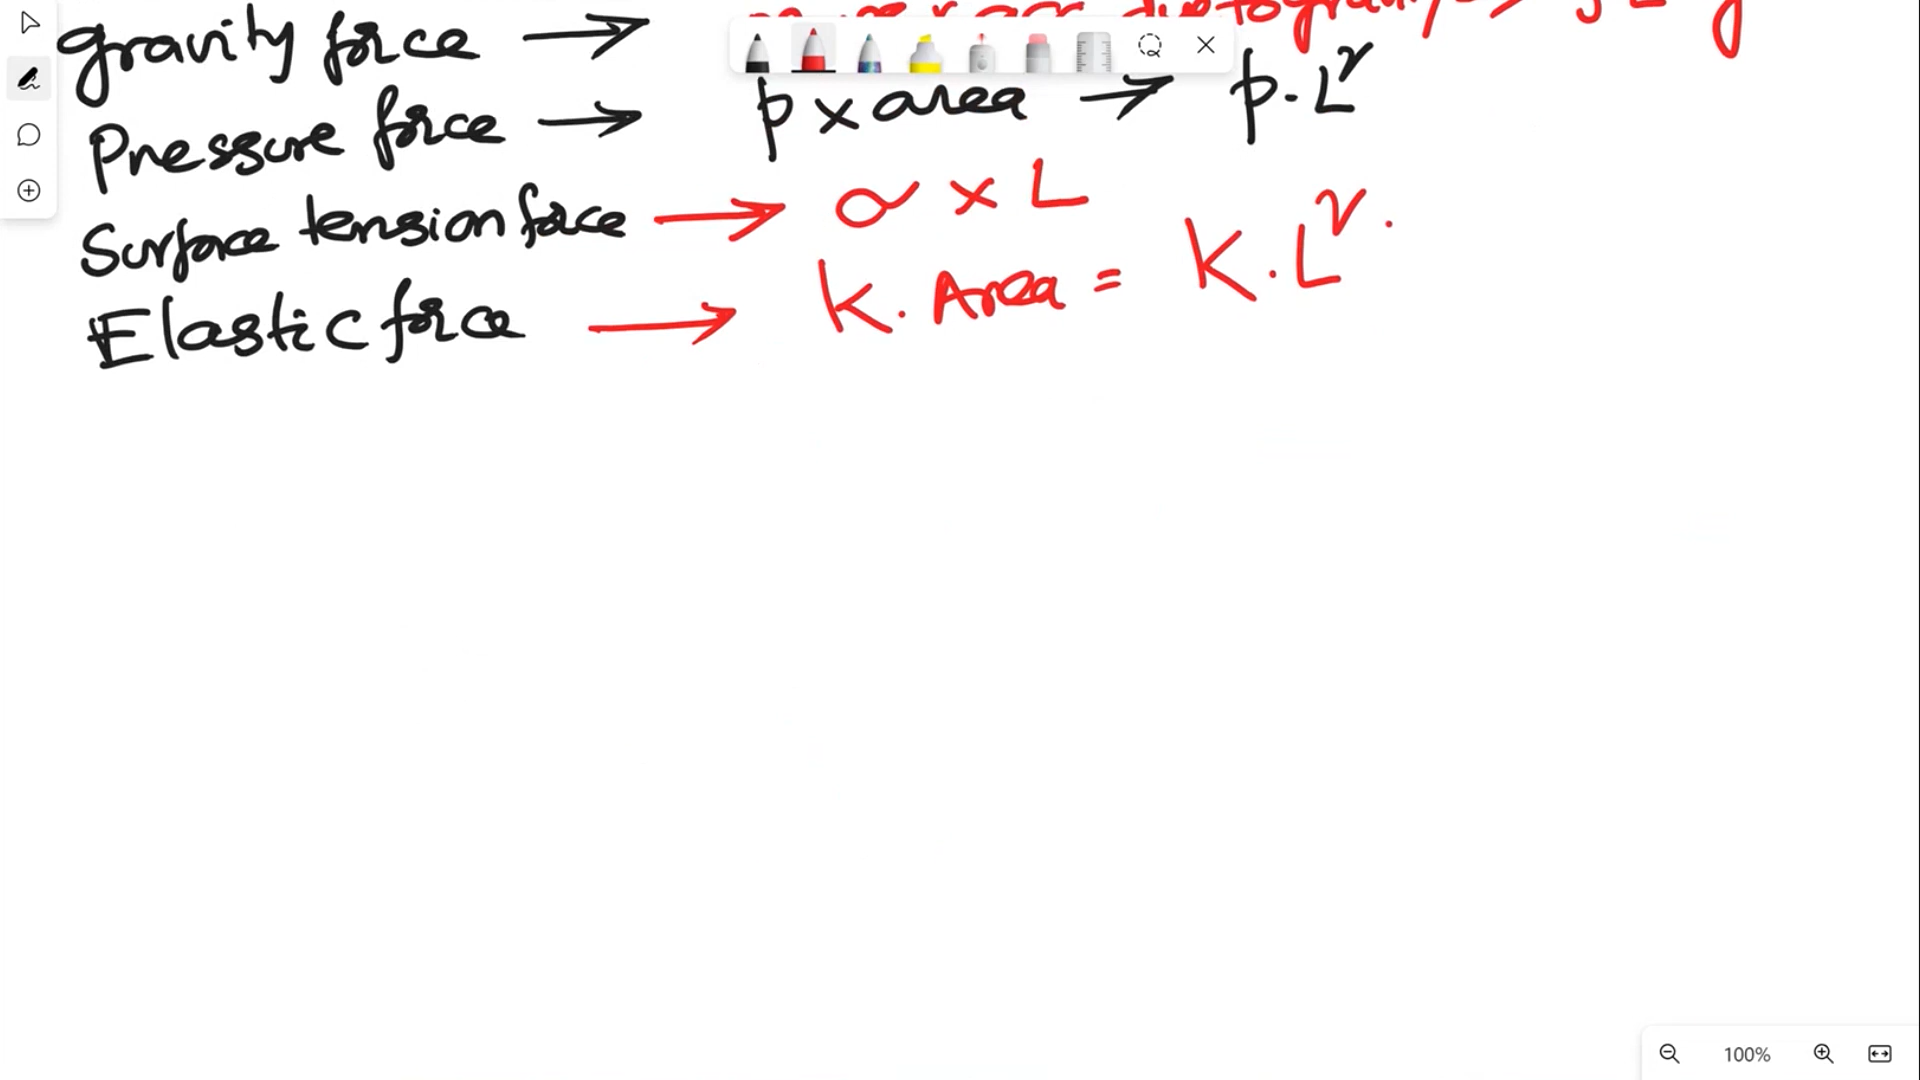 gravity force →
Pressure force → p x area → p. L²
Surface tension force → σ x L
Elastic force → K. Area = K. L².
100%